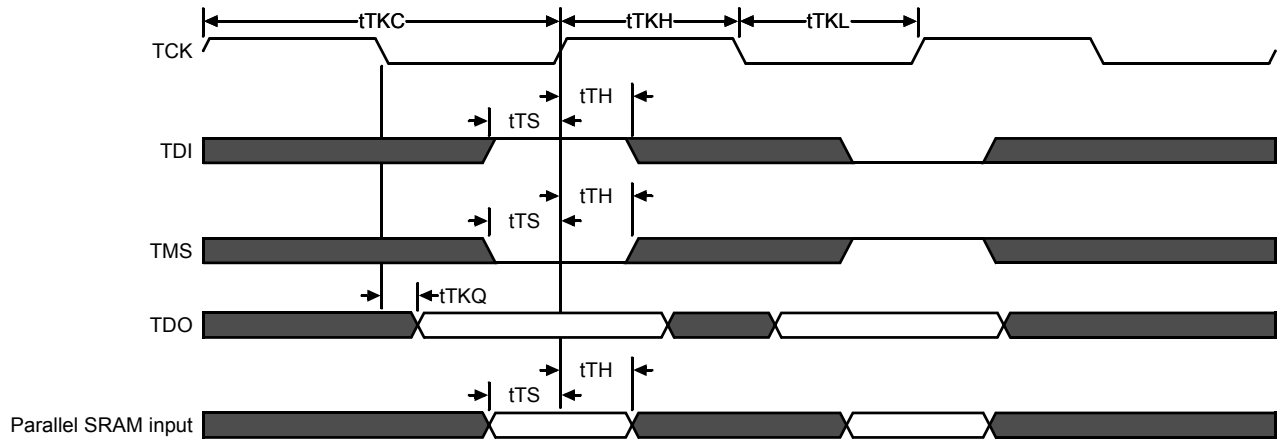 tTKC tTKH tTKL
TCK
tTH
tTS
TDI
tTH
tTS
TMS
tTKQ
TDO
tTH
tTS
Parallel SRAM input